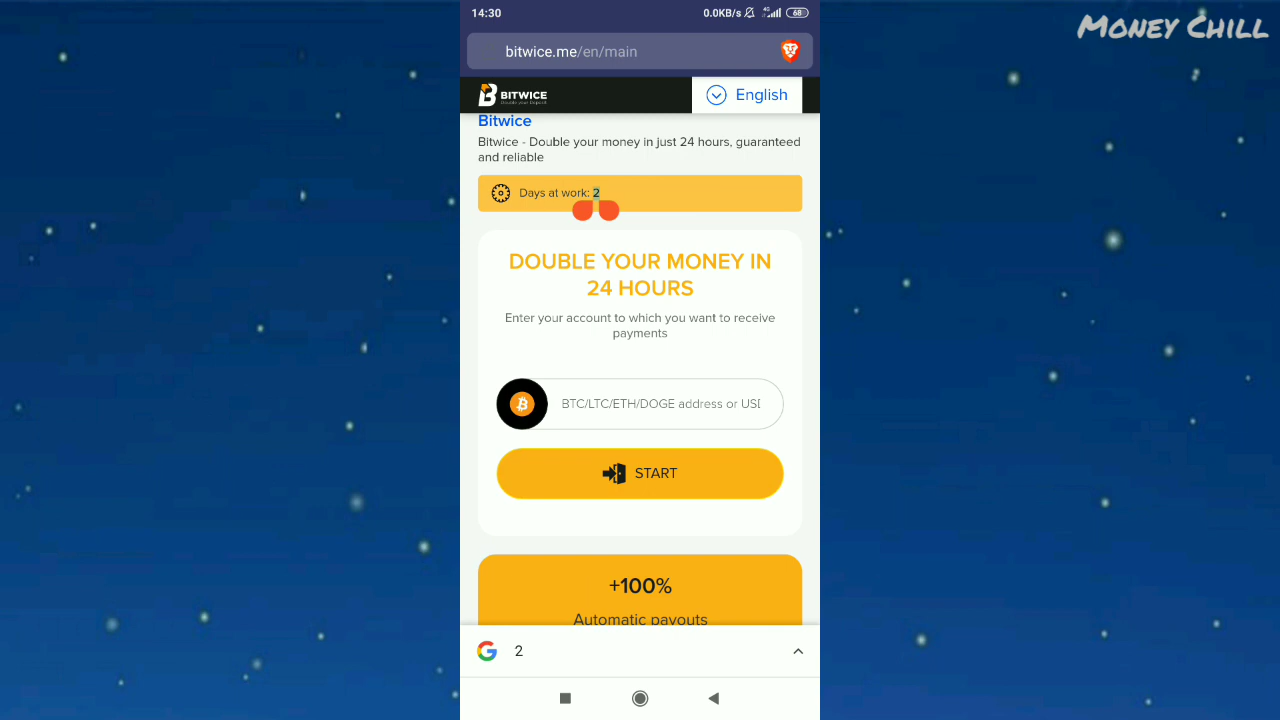 Money Chill
14:30
0.0KB/s 4G 68
bitwice.me/en/main
BITWICE
Double your Deposit
English
Bitwice
Bitwice - Double your money in just 24 hours, guaranteed
and reliable
Days at work: 2
DOUBLE YOUR MONEY IN
24 HOURS
Enter your account to which you want to receive
payments
BTC/LTC/ETH/DOGE address or USD
START
+100%
Automatic payouts
2